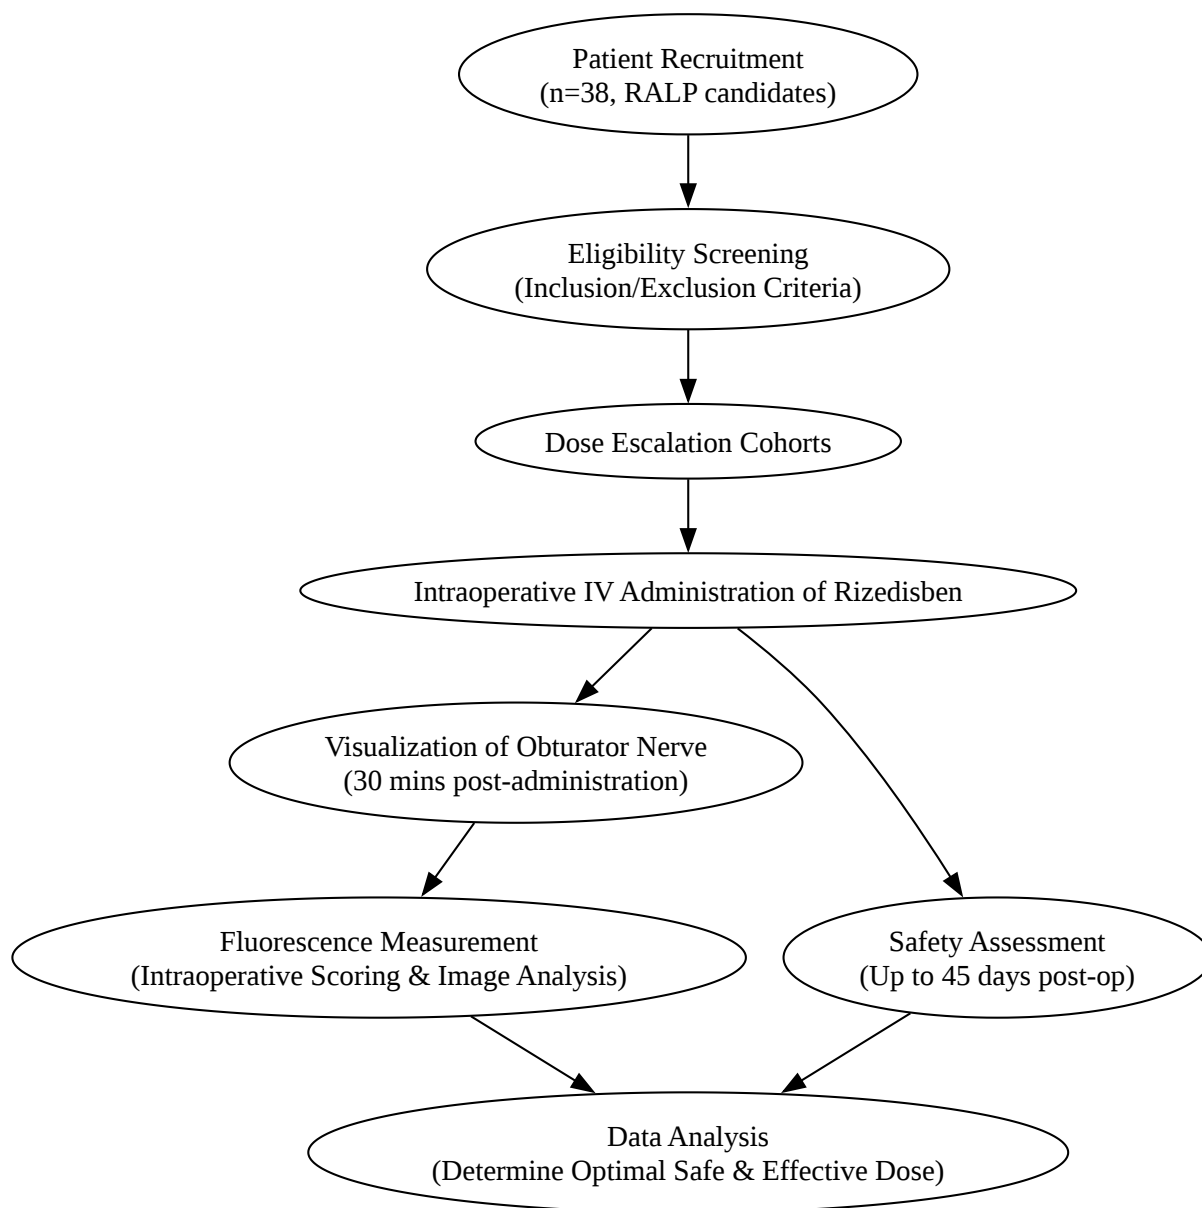 Patient Recruitment
(n=38, RALP candidates)
Eligibility Screening
(Inclusion/Exclusion Criteria)
Dose Escalation Cohorts
Intraoperative IV Administration of Rizedisben
Visualization of Obturator Nerve
(30 mins post-administration)
Fluorescence Measurement
(Intraoperative Scoring & Image Analysis)
Safety Assessment
(Up to 45 days post-op)
Data Analysis
(Determine Optimal Safe & Effective Dose)